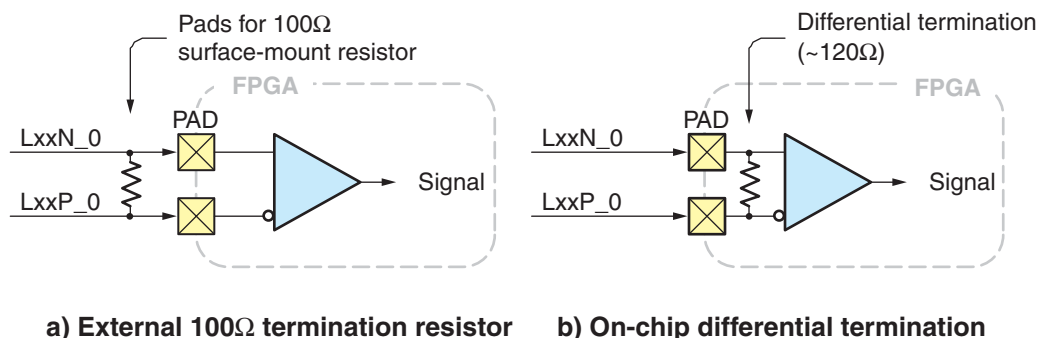 Pads for 100Ω
surface-mount resistor
FPGA
PAD
LxxN_0
LxxP_0
Signal
a) External 100Ω termination resistor
Differential termination
(~120Ω)
FPGA
PAD
LxxN_0
LxxP_0
Signal
b) On-chip differential termination